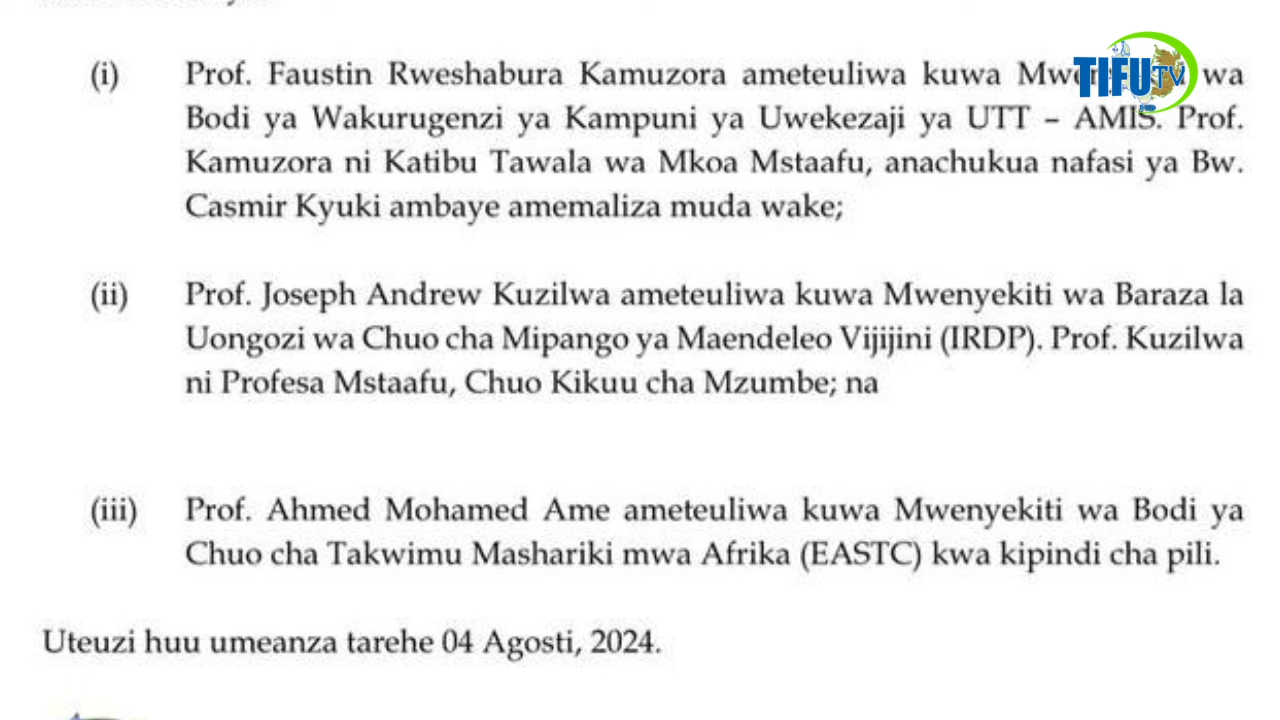 (i) Prof. Faustin Rweshabura Kamuzora ameteuliwa kuwa wa
Bodi ya Wakurugenzi ya Kampuni ya Uwekezaji ya UTT – AMIS. Prof.
Kamuzora ni Katibu Tawala wa Mkoa Mstaafu, anachukua nafasi ya Bw.
Casmir Kyuki ambaye amemaliza muda wake;
(ii) Prof. Joseph Andrew Kuzilwa ameteuliwa kuwa Mwenyekiti wa Baraza la
Uongozi wa Chuo cha Mipango ya Maendeleo Vijijini (IRDP). Prof. Kuzilwa
ni Profesa Mstaafu, Chuo Kikuu cha Mzumbe; na
(iii) Prof. Ahmed Mohamed Ame ameteuliwa kuwa Mwenyekiti wa Bodi ya
Chuo cha Takwimu Mashariki mwa Afrika (EASTC) kwa kipindi cha pili.
Uteuzi huu umeanza tarehe 04 Agosti, 2024.
TIFU TV